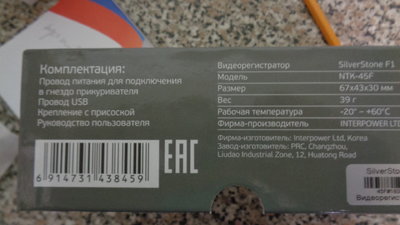 Комплектация:
Провод питания для подключения
в гнездо прикуривателя
Провод USB
Крепление с присоской
Руководство пользователя
EAC
6 914731 438459
Видеорегистратор SilverStone F1
Модель NTK-45F
Размер 67x43x30 мм
Вес 39 г
Рабочая температура -20° – +60°C
Фирма-производитель INTERPOWER LTD
Фирма-изготовитель: Interpower Ltd, Korea
Завод-изготовитель: PRC, Changzhou,
Liudao Industrial Zone, 12, Huatong Road
SilverStone
Видеорегис